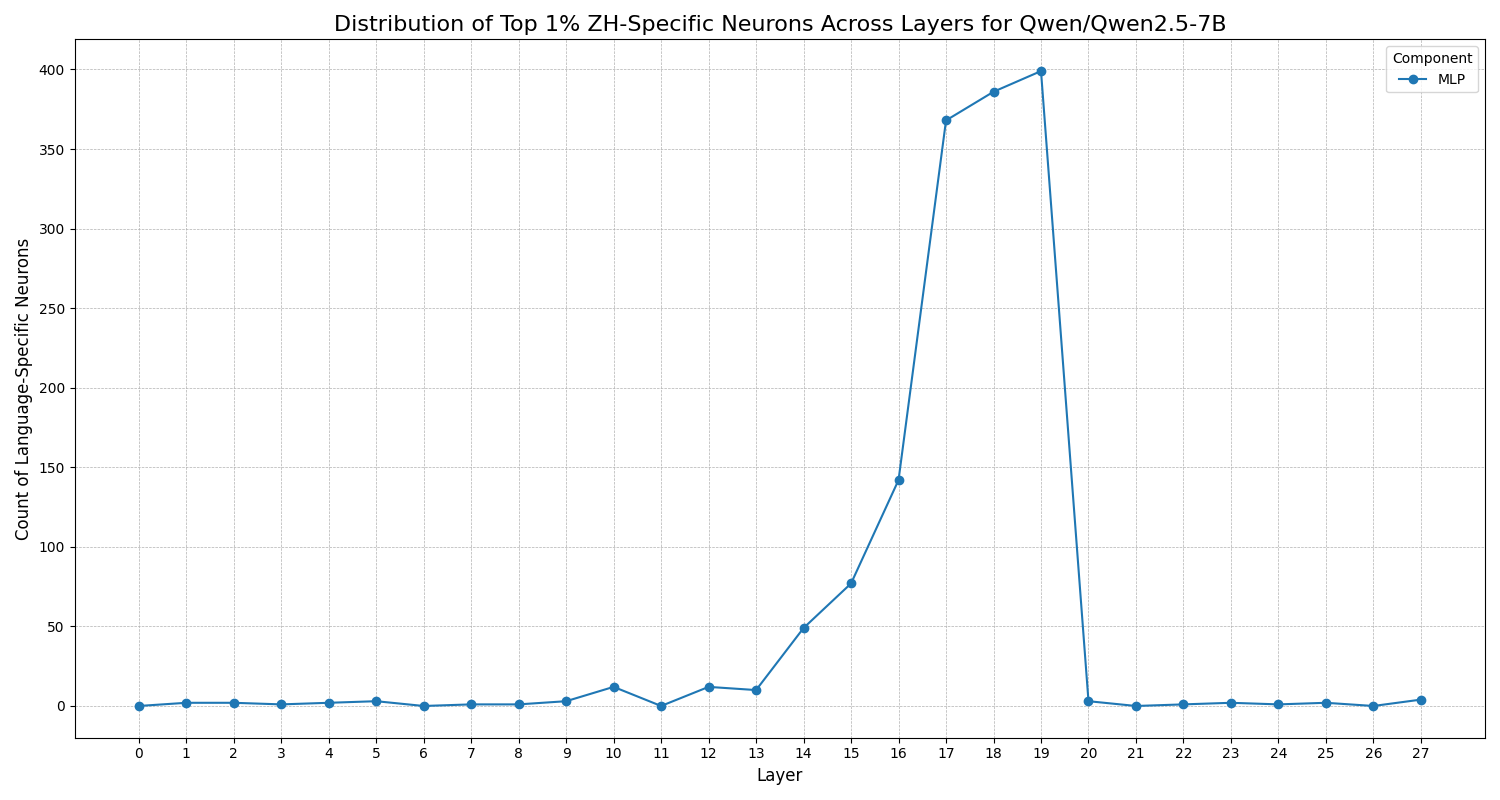 Distribution of Top 1% ZH-Specific Neurons Across Layers for Qwen/Qwen2.5-7B
Component
MLP
Count of Language-Specific Neurons
400
350
300
250
200
150
100
50
0
0 1 2 3 4 5 6 7 8 9 10 11 12 13 14 15 16 17 18 19 20 21 22 23 24 25 26 27
Layer